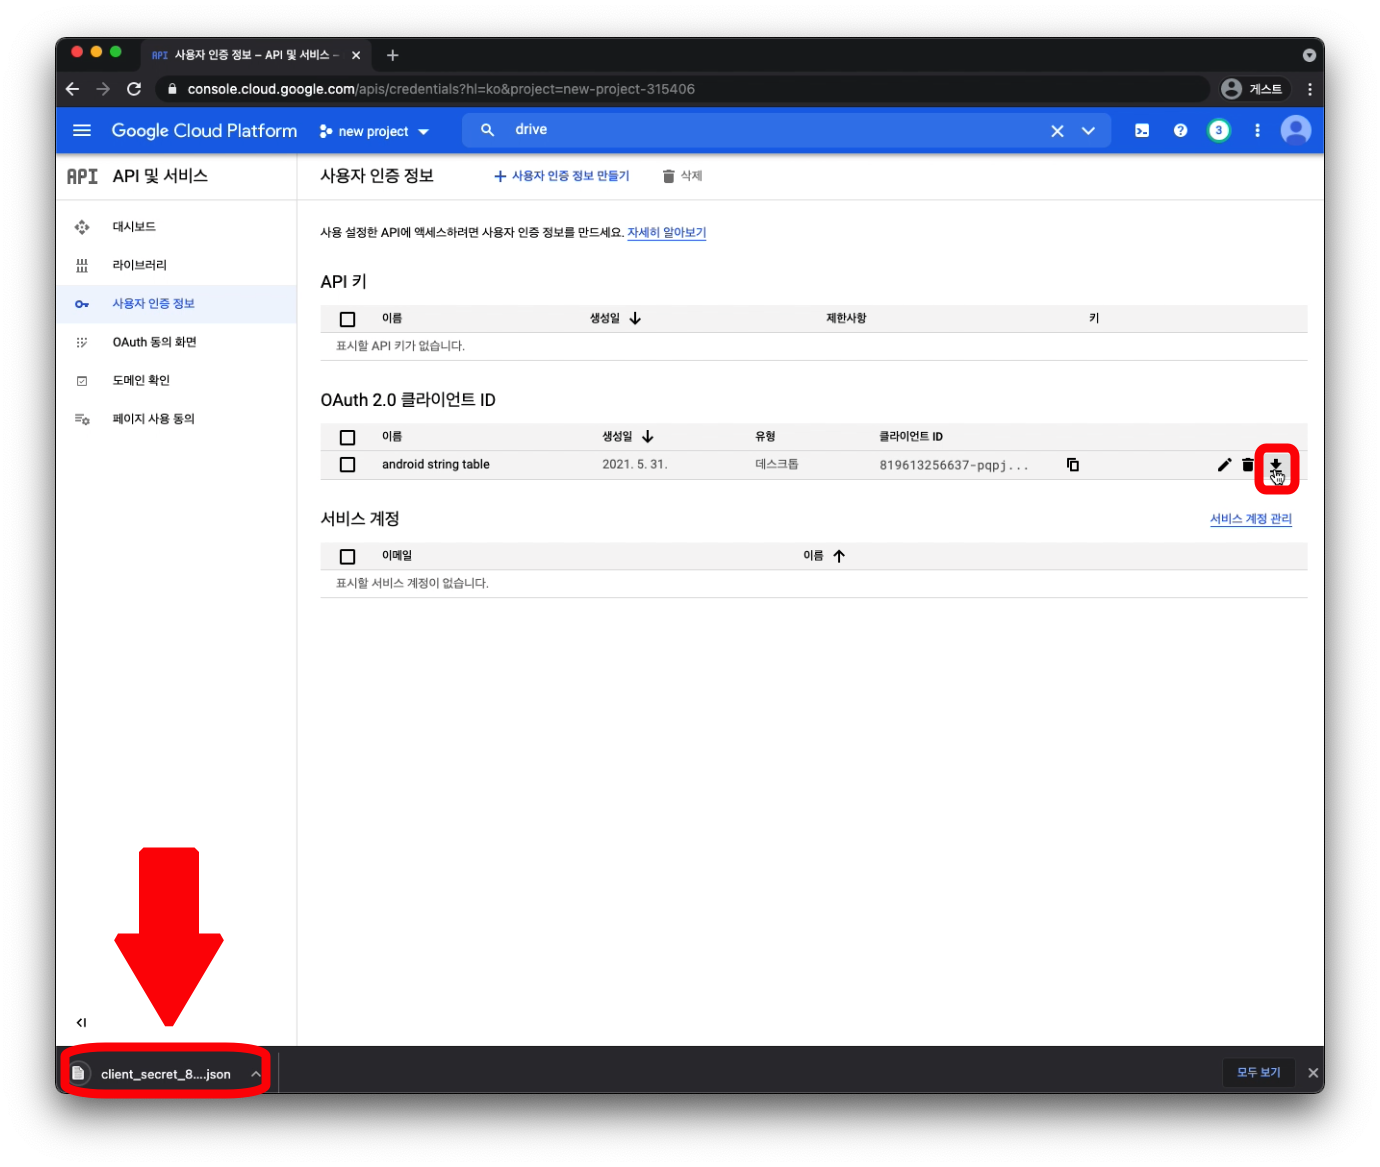 API 사용자 인증 정보 – API 및 서비스 –
console.cloud.google.com/apis/credentials?hl=ko&project=new-project-315406
게스트
Google Cloud Platform
new project
drive
3
API API 및 서비스
사용자 인증 정보
사용자 인증 정보 만들기
삭제
대시보드
라이브러리
사용자 인증 정보
OAuth 동의 화면
도메인 확인
페이지 사용 동의
사용 설정한 API에 액세스하려면 사용자 인증 정보를 만드세요. 자세히 알아보기
API 키
이름 생성일 제한사항 키
표시할 API 키가 없습니다.
OAuth 2.0 클라이언트 ID
이름 생성일 유형 클라이언트 ID
android string table 2021. 5. 31. 데스크톱 819613256637-pqpj...
서비스 계정
서비스 계정 관리
이메일 이름
표시할 서비스 계정이 없습니다.
client_secret_8....json
모두 보기